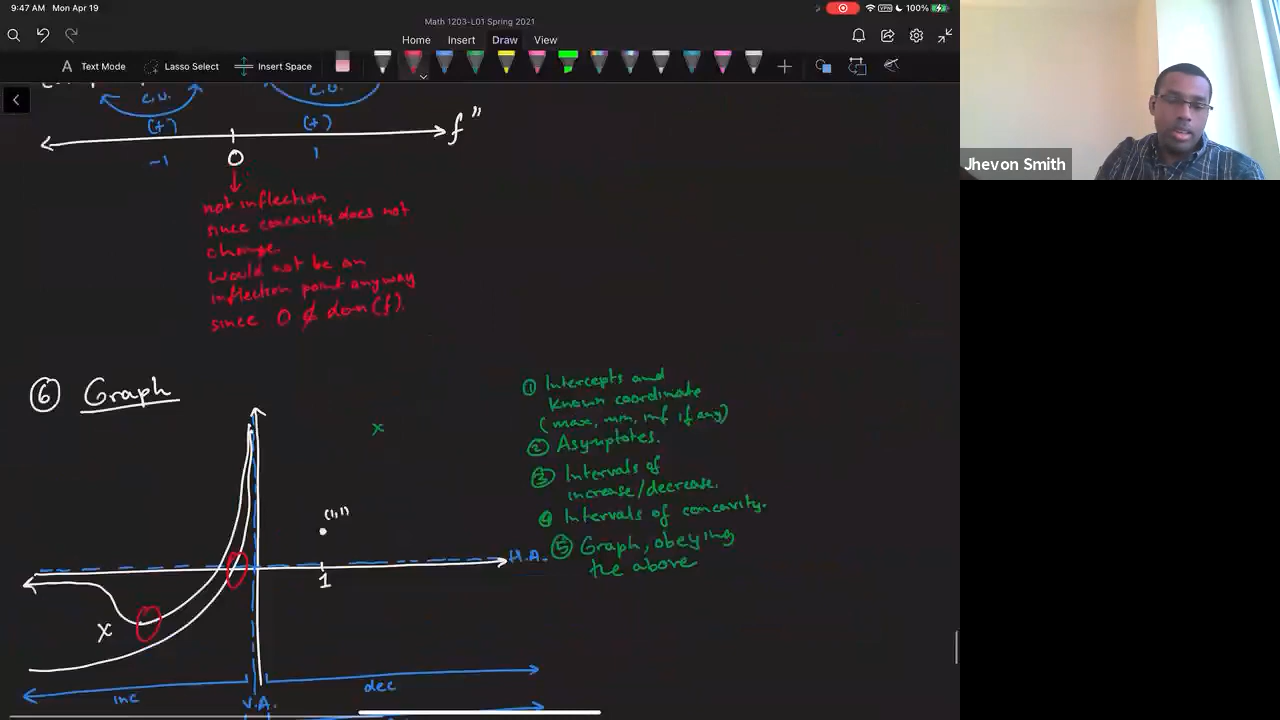 9:47 AM Mon Apr 19
100%
Math 1203-L01 Spring 2021
Home Insert Draw View
Text Mode Lasso Select Insert Space
Jhevon Smith
c.u. c.u.
(+) (+)
f"
-1 0 1
not inflection
since concavity does not
change.
would not be an
inflection point anyway
since 0 ∉ dom(f).
⑥ Graph
x
① Intercepts and
known coordinate
(max, min, inf if any)
② Asymptotes.
③ Intervals of
increase/decrease.
④ Intervals of concavity.
⑤ Graph, obeying
the above
(1,1)
H.A.
1
x
inc dec
V.A.